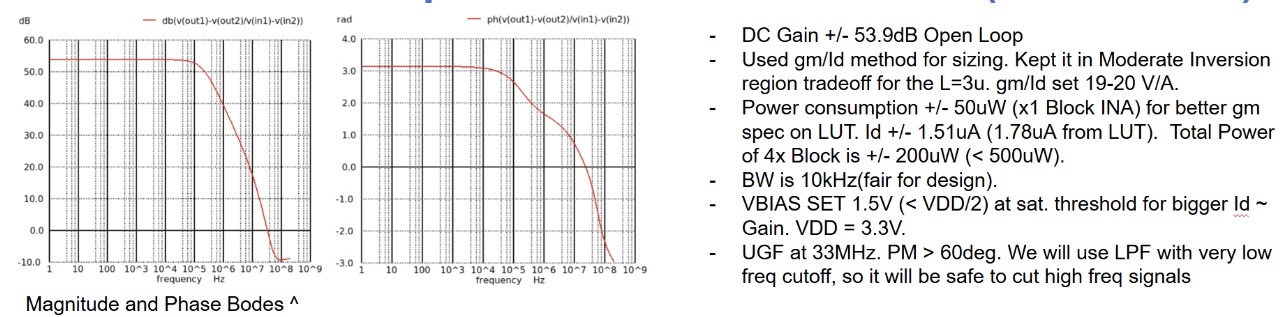 dB
db(v(out1)-v(out2)/v(in1)-v(in2))
60.0
50.0
40.0
30.0
20.0
10.0
0.0
-10.0
1 10 100 10^3 10^4 10^5 10^6 10^7 10^8 10^9
frequency Hz
rad
ph(v(out1)-v(out2)/v(in1)-v(in2))
4.0
3.0
2.0
1.0
0.0
-1.0
-2.0
-3.0
1 10 100 10^3 10^4 10^5 10^6 10^7 10^8 10^9
frequency Hz
Magnitude and Phase Bodes ^
- DC Gain +/- 53.9dB Open Loop
- Used gm/Id method for sizing. Kept it in Moderate Inversion
region tradeoff for the L=3u. gm/Id set 19-20 V/A.
- Power consumption +/- 50uW (x1 Block INA) for better gm
spec on LUT. Id +/- 1.51uA (1.78uA from LUT). Total Power
of 4x Block is +/- 200uW (< 500uW).
- BW is 10kHz(fair for design).
- VBIAS SET 1.5V (< VDD/2) at sat. threshold for bigger Id ~
Gain. VDD = 3.3V.
- UGF at 33MHz. PM > 60deg. We will use LPF with very low
freq cutoff, so it will be safe to cut high freq signals